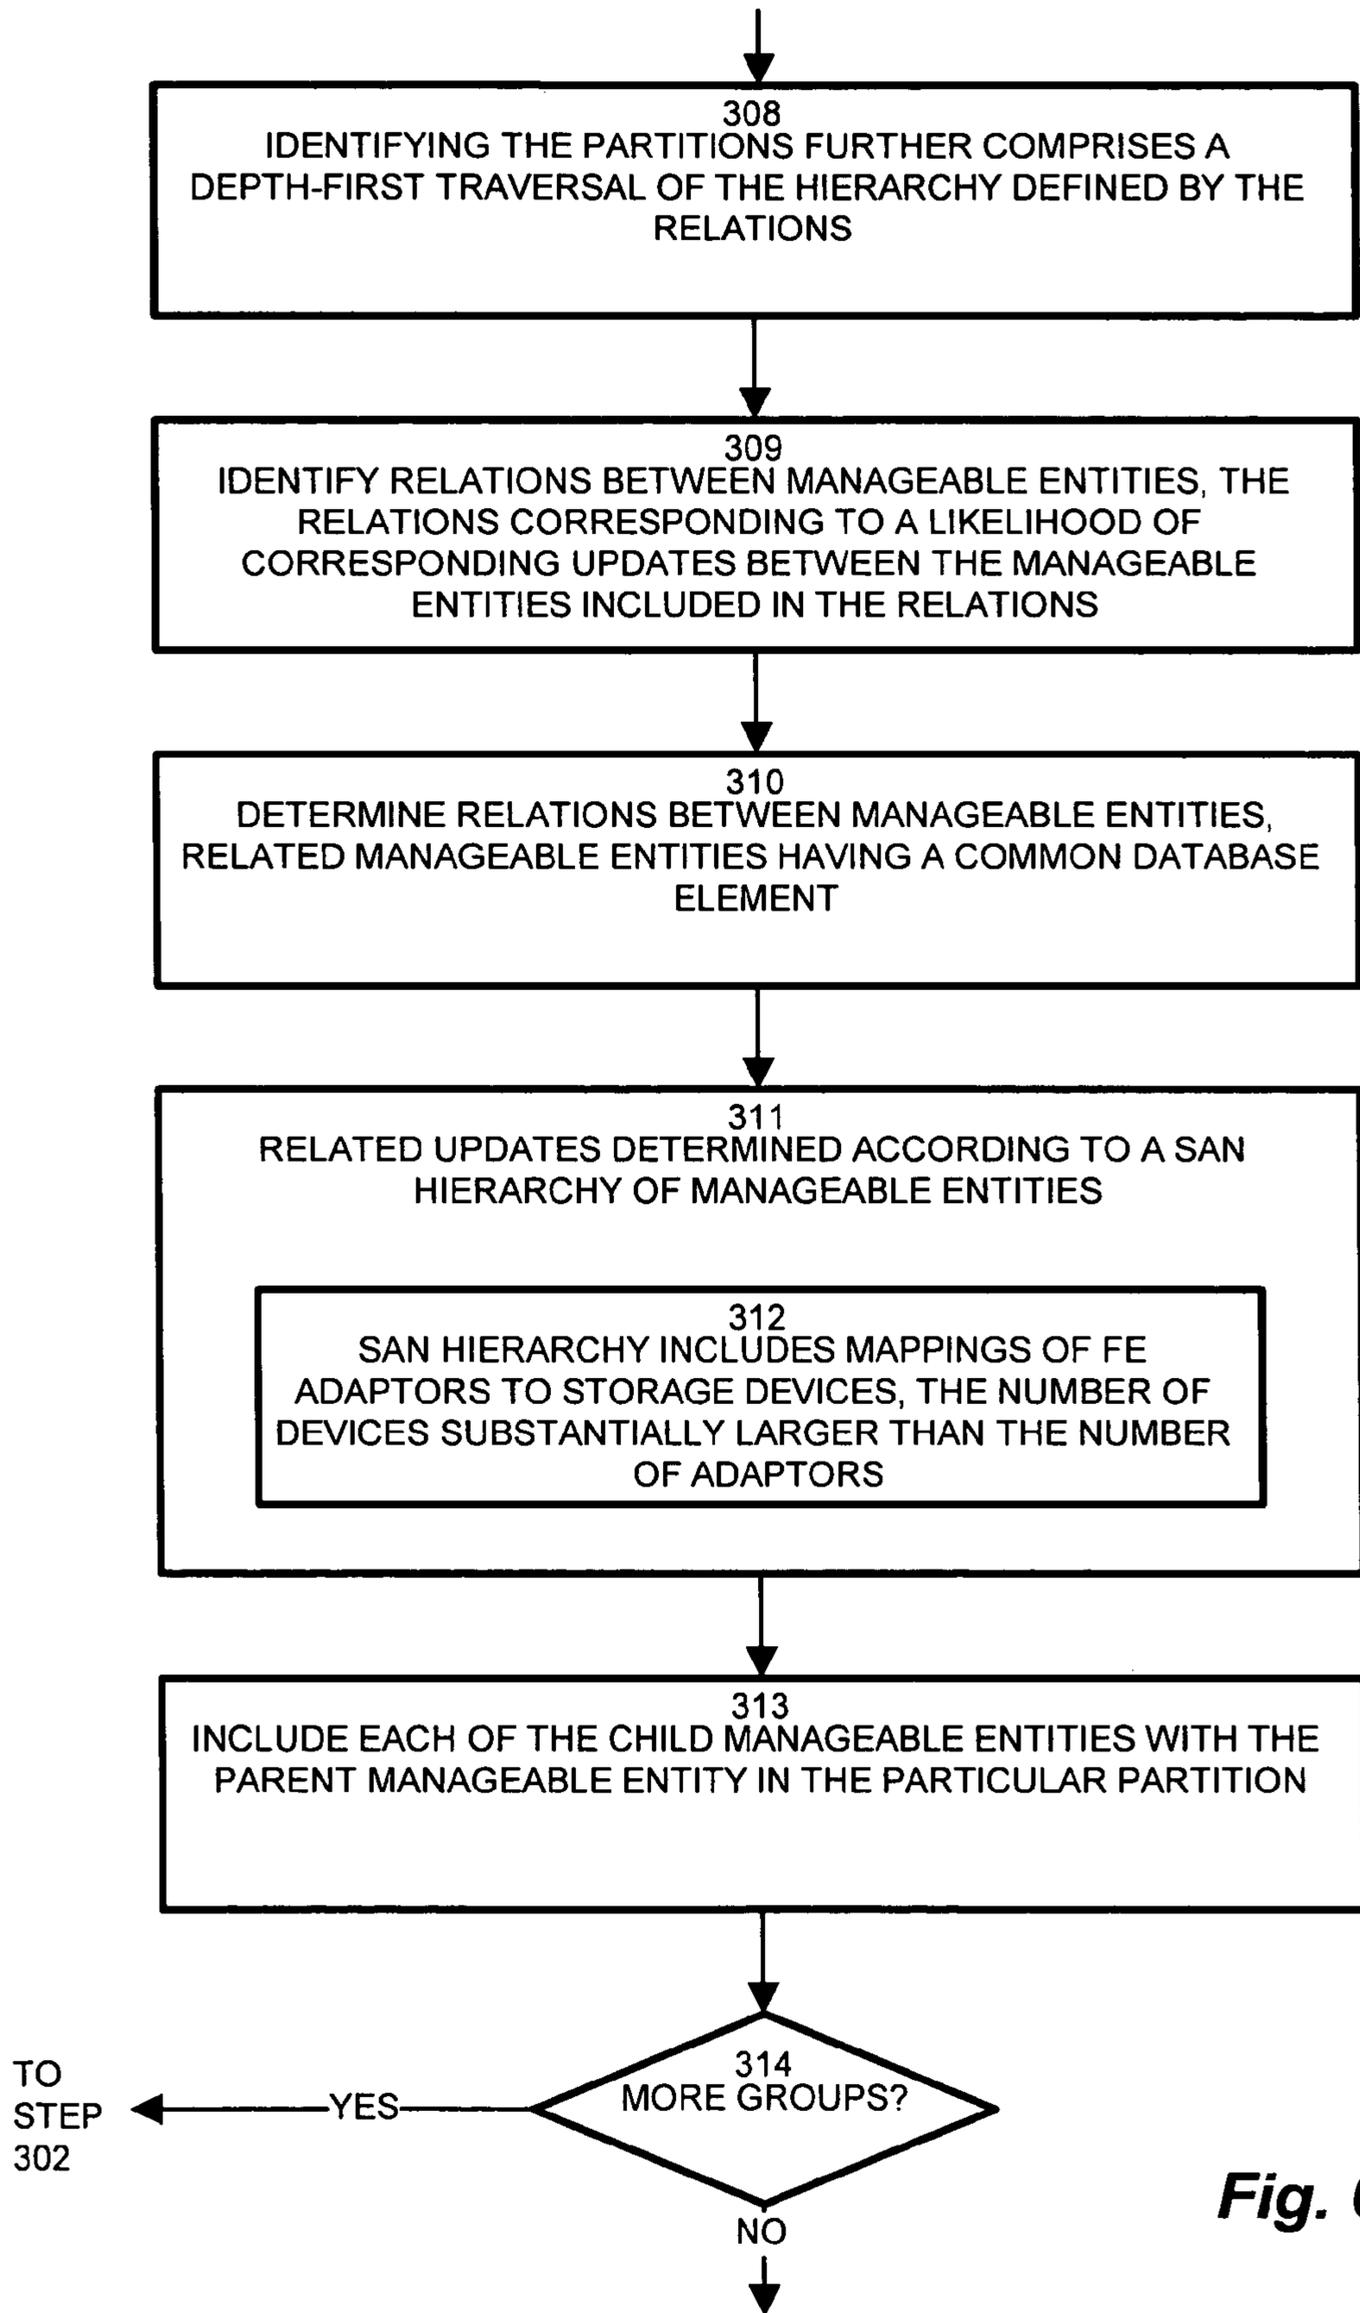 308
IDENTIFYING THE PARTITIONS FURTHER COMPRISES A
DEPTH-FIRST TRAVERSAL OF THE HIERARCHY DEFINED BY THE
RELATIONS
309
IDENTIFY RELATIONS BETWEEN MANAGEABLE ENTITIES, THE
RELATIONS CORRESPONDING TO A LIKELIHOOD OF
CORRESPONDING UPDATES BETWEEN THE MANAGEABLE
ENTITIES INCLUDED IN THE RELATIONS
310
DETERMINE RELATIONS BETWEEN MANAGEABLE ENTITIES,
RELATED MANAGEABLE ENTITIES HAVING A COMMON DATABASE
ELEMENT
311
RELATED UPDATES DETERMINED ACCORDING TO A SAN
HIERARCHY OF MANAGEABLE ENTITIES
312
SAN HIERARCHY INCLUDES MAPPINGS OF FE
ADAPTORS TO STORAGE DEVICES, THE NUMBER OF
DEVICES SUBSTANTIALLY LARGER THAN THE NUMBER
OF ADAPTORS
313
INCLUDE EACH OF THE CHILD MANAGEABLE ENTITIES WITH THE
PARENT MANAGEABLE ENTITY IN THE PARTICULAR PARTITION
314
MORE GROUPS?
YES
TO
STEP
302
NO
Fig.